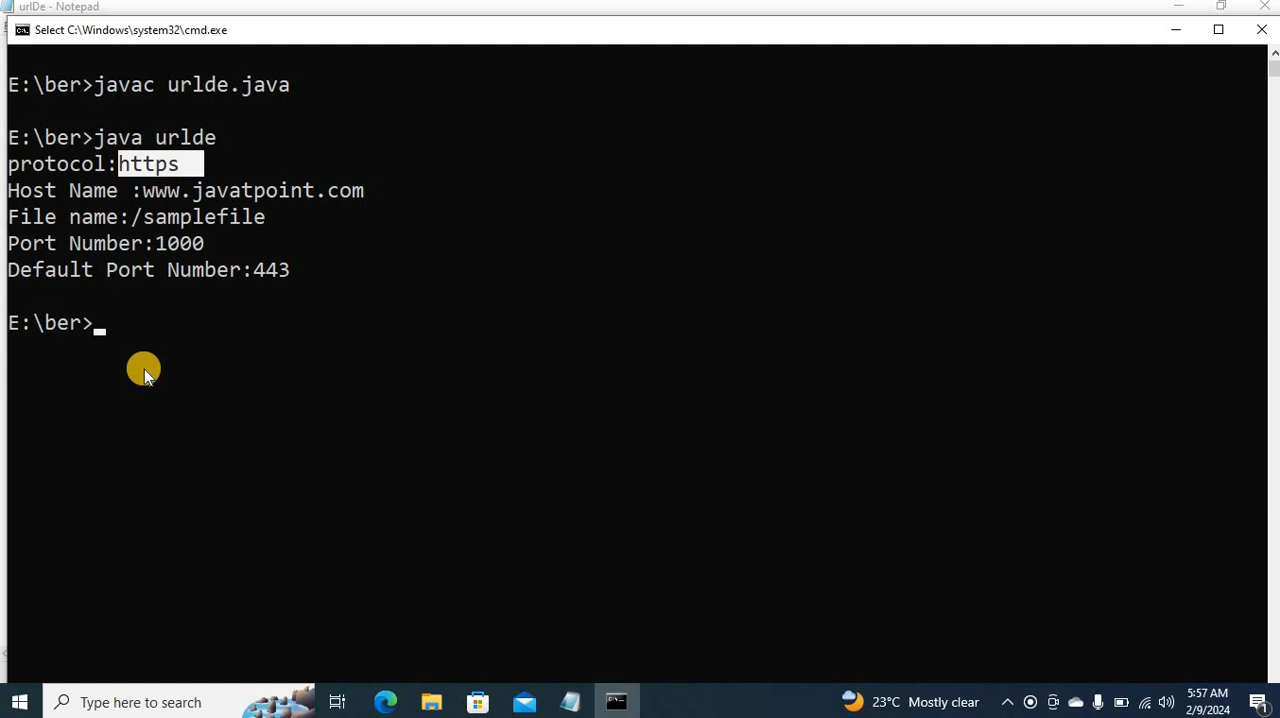 urlDe - Notepad
Select C:\Windows\system32\cmd.exe
E:\ber>javac urlde.java
E:\ber>java urlde
protocol:https
Host Name :www.javatpoint.com
File name:/samplefile
Port Number:1000
Default Port Number:443
E:\ber>
Type here to search
23°C Mostly clear
5:57 AM
2/9/2024
1